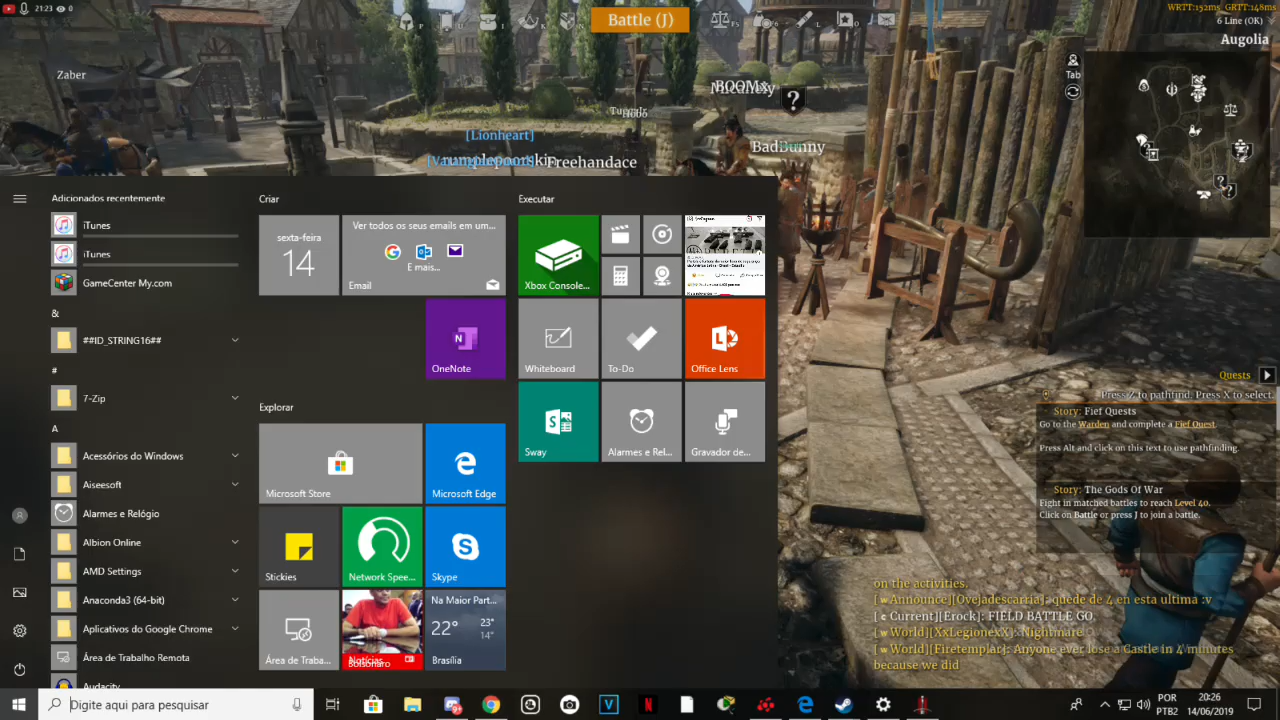 21:23 0
Battle (J)
WRTT:152ms, GRTT:148ms
6 Line (OK)
Augolia
Tab
Zaber
[Lionheart]
Freehandace
BadBunny
Adicionados recentemente
iTunes
iTunes
GameCenter My.com
&
##ID_STRING16##
#
7-Zip
A
Acessórios do Windows
Aiseesoft
Alarmes e Relógio
Albion Online
AMD Settings
Anaconda3 (64-bit)
Aplicativos do Google Chrome
Área de Trabalho Remota
Audacity
Criar
sexta-feira
14
Ver todos os seus emails em um...
E mais...
Email
OneNote
Explorar
Microsoft Store
Microsoft Edge
Stickies
Network Spee...
Skype
Área de Traba...
Notícias
Bolsonaro
Na Maior Part...
22°
23°
14°
Brasília
Executar
Xbox Console...
Whiteboard
To-Do
Office Lens
Sway
Alarmes e Rel...
Gravador de...
Quests
Press Z to pathfind. Press X to select.
Story: Fief Quests
Go to the Warden and complete a Fief Quest.
Press Alt and click on this text to use pathfinding.
Story: The Gods Of War
Fight in matched battles to reach Level 40.
Click on Battle or press J to join a battle.
on the activities.
[w Announce][Ovejadescarria]: quede de 4 en esta ultima :v
[c Current][Erock]: FIELD BATTLE GO
[w World][XxLegionexX]: Nightmare
[w World][Firetemplar]: Anyone ever lose a Castle in 4 minutes
because we did
Digite aqui para pesquisar
POR
PTB2
20:26
14/06/2019